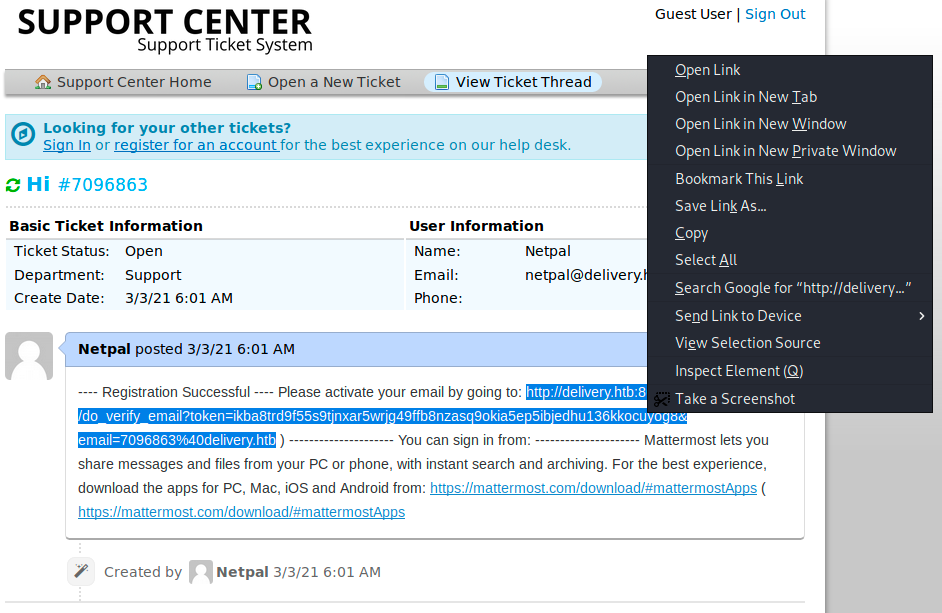 SUPPORT CENTER
Support Ticket System
Guest User | Sign Out
Support Center Home
Open a New Ticket
View Ticket Thread
Looking for your other tickets?
Sign In or register for an account for the best experience on our help desk.
Hi #7096863
Basic Ticket Information
Ticket Status: Open
Department: Support
Create Date: 3/3/21 6:01 AM
User Information
Name: Netpal
Email: netpal@delivery.h
Phone:
Netpal posted 3/3/21 6:01 AM
---- Registration Successful ---- Please activate your email by going to: http://delivery.htb:8
/do_verify_email?token=ikba8trd9f55s9tjnxar5wrjg49ffb8nzasq9okia5ep5ibjedhu136kkocuyog8&
email=7096863%40delivery.htb ) --------------------- You can sign in from: --------------------- Mattermost lets you
share messages and files from your PC or phone, with instant search and archiving. For the best experience,
download the apps for PC, Mac, iOS and Android from: https://mattermost.com/download/#mattermostApps (
https://mattermost.com/download/#mattermostApps
Created by Netpal 3/3/21 6:01 AM
Open Link
Open Link in New Tab
Open Link in New Window
Open Link in New Private Window
Bookmark This Link
Save Link As...
Copy
Select All
Search Google for “http://delivery...”
Send Link to Device
View Selection Source
Inspect Element (Q)
Take a Screenshot